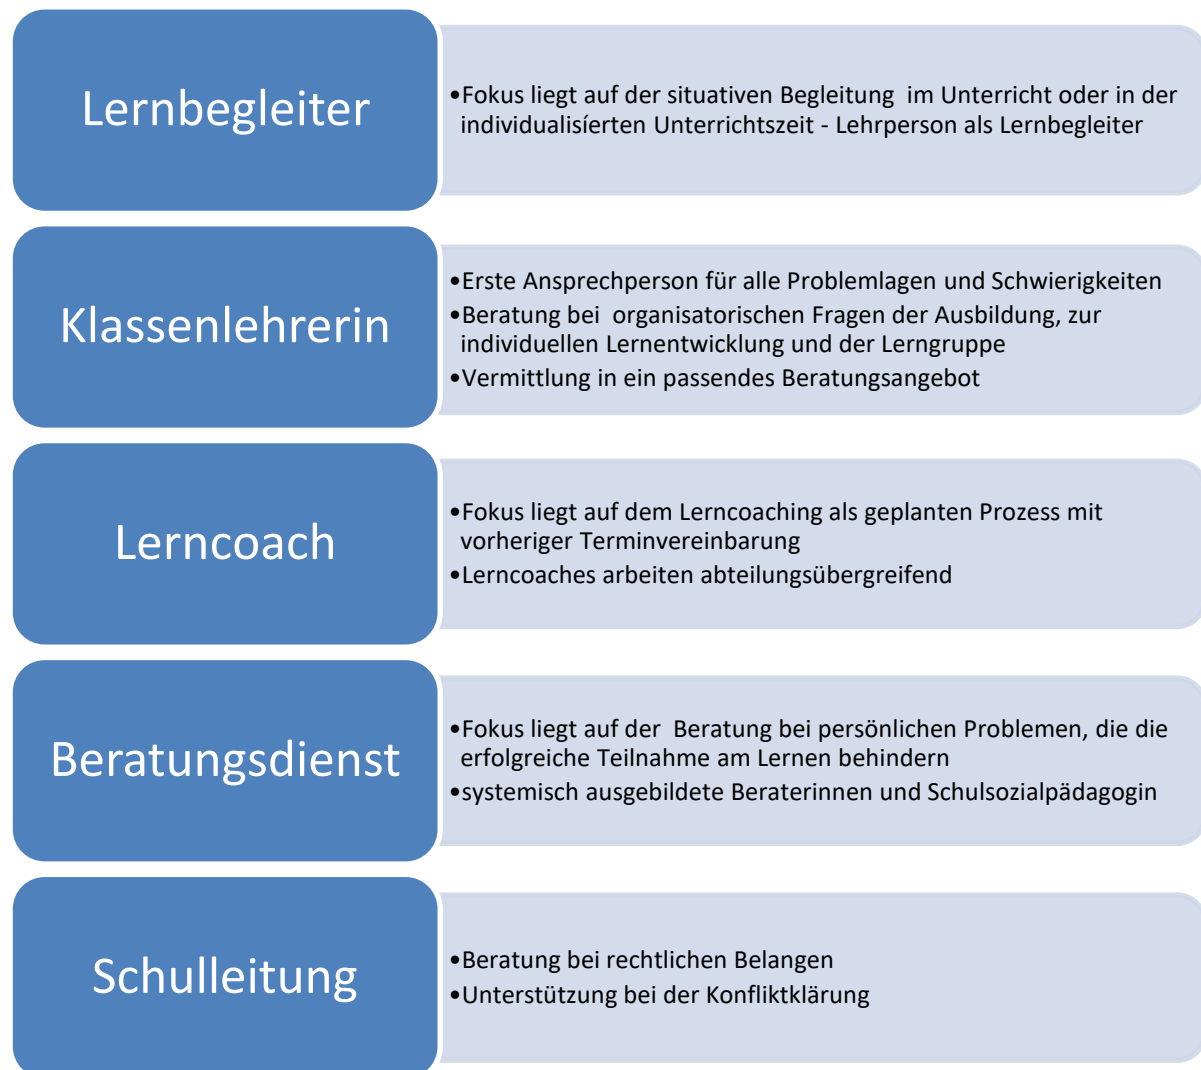 Lernbegleiter
•Fokus liegt auf der situativen Begleitung  im Unterricht oder in der
individualisíerten Unterrichtszeit - Lehrperson als Lernbegleiter
Klassenlehrerin
•Erste Ansprechperson für alle Problemlagen und Schwierigkeiten
•Beratung bei  organisatorischen Fragen der Ausbildung, zur
individuellen Lernentwicklung und der Lerngruppe
•Vermittlung in ein passendes Beratungsangebot
Lerncoach
•Fokus liegt auf dem Lerncoaching als geplanten Prozess mit
vorheriger Terminvereinbarung
•Lerncoaches arbeiten abteilungsübergreifend
Beratungsdienst
•Fokus liegt auf der  Beratung bei persönlichen Problemen, die die
erfolgreiche Teilnahme am Lernen behindern
•systemisch ausgebildete Beraterinnen und Schulsozialpädagogin
Schulleitung
•Beratung bei rechtlichen Belangen
•Unterstützung bei der Konfliktklärung